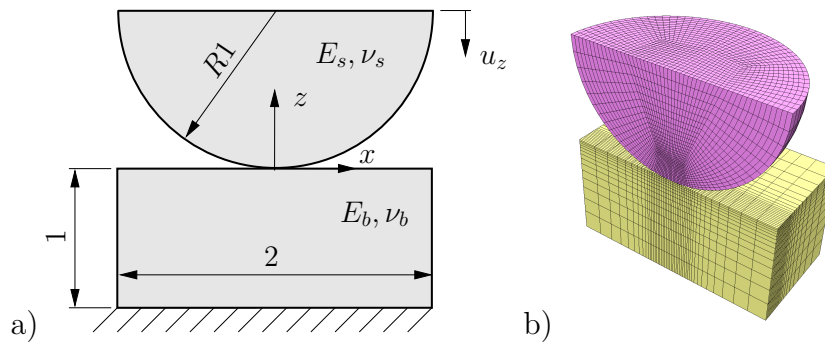 R1
E_s, ν_s
u_z
z
x
E_b, ν_b
1
2
a)
b)